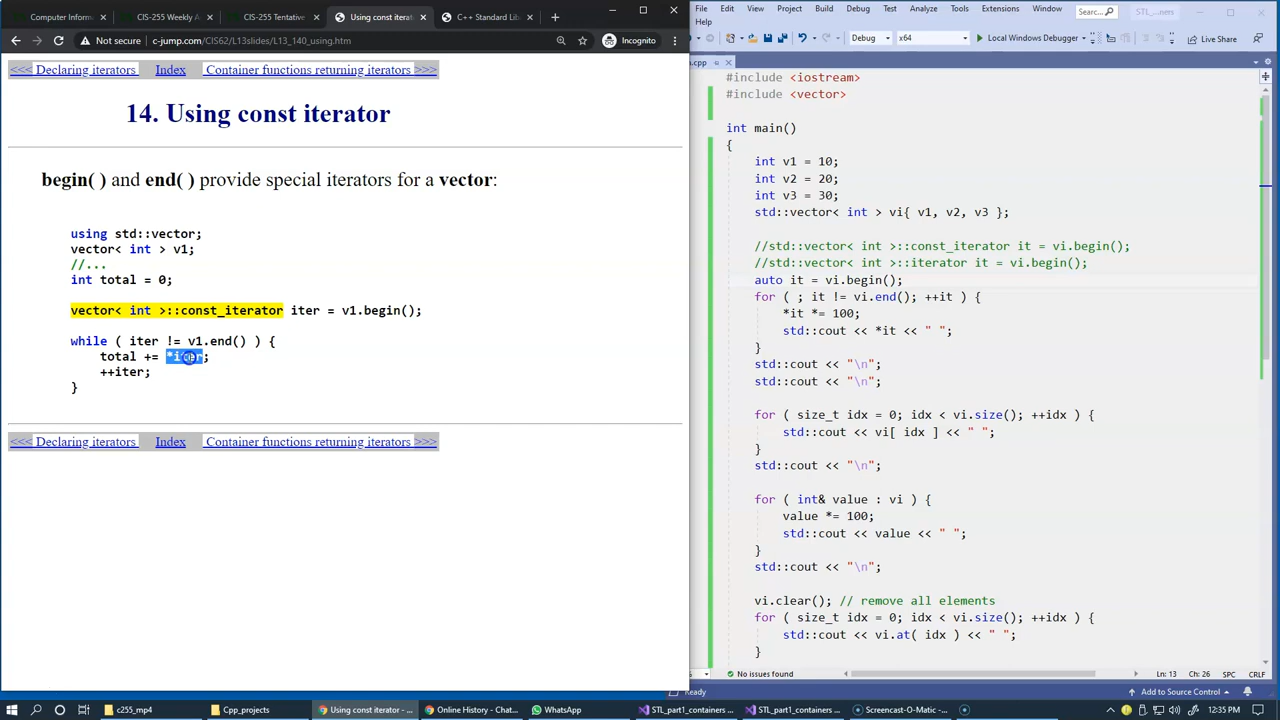 Computer Informa
CIS-255 Weekly A
CIS-255 Tentative
Using const iterat
C++ Standard Lib
Not secure
c-jump.com/CIS62/L13slides/L13_140_using.htm
Incognito
<<< Declaring iterators
Index
Container functions returning iterators >>>
14. Using const iterator
begin( ) and end( ) provide special iterators for a vector:
using std::vector;
vector< int > v1;
//...
int total = 0;
vector< int >::const_iterator iter = v1.begin();
while ( iter != v1.end() ) {
total += *iter;
++iter;
}
<<< Declaring iterators
Index
Container functions returning iterators >>>
File Edit View Project Build Debug
Test Analyze Tools Extensions Window
Help
Search...
STL_...ners
Debug
x64
Local Windows Debugger
Live Share
n.cpp
#include <iostream>
#include <vector>
int main()
{
int v1 = 10;
int v2 = 20;
int v3 = 30;
std::vector< int > vi{ v1, v2, v3 };
//std::vector< int >::const_iterator it = vi.begin();
//std::vector< int >::iterator it = vi.begin();
auto it = vi.begin();
for ( ; it != vi.end(); ++it ) {
*it *= 100;
std::cout << *it << " ";
}
std::cout << "\n";
std::cout << "\n";
for ( size_t idx = 0; idx < vi.size(); ++idx ) {
std::cout << vi[ idx ] << " ";
}
std::cout << "\n";
for ( int& value : vi ) {
value *= 100;
std::cout << value << " ";
}
std::cout << "\n";
vi.clear(); // remove all elements
for ( size_t idx = 0; idx < vi.size(); ++idx ) {
std::cout << vi.at( idx ) << " ";
}
No issues found
Ln: 13
Ch: 26
SPC
CRLF
Ready
Add to Source Control
c255_mp4
Cpp_projects
Using const iterator - ...
Online History - Chr...
WhatsApp
STL_part1_containers
STL_part1_containers ...
Screencast-O-Matic - ...
12:35 PM